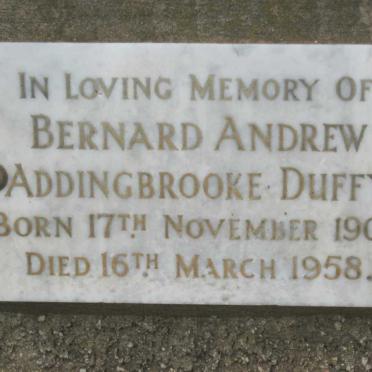 IN LOVING MEMORY OF
BERNARD ANDREW
ADDINGBROOKE DUFFY
BORN 17TH NOVEMBER 190
DIED 16TH MARCH 1958.